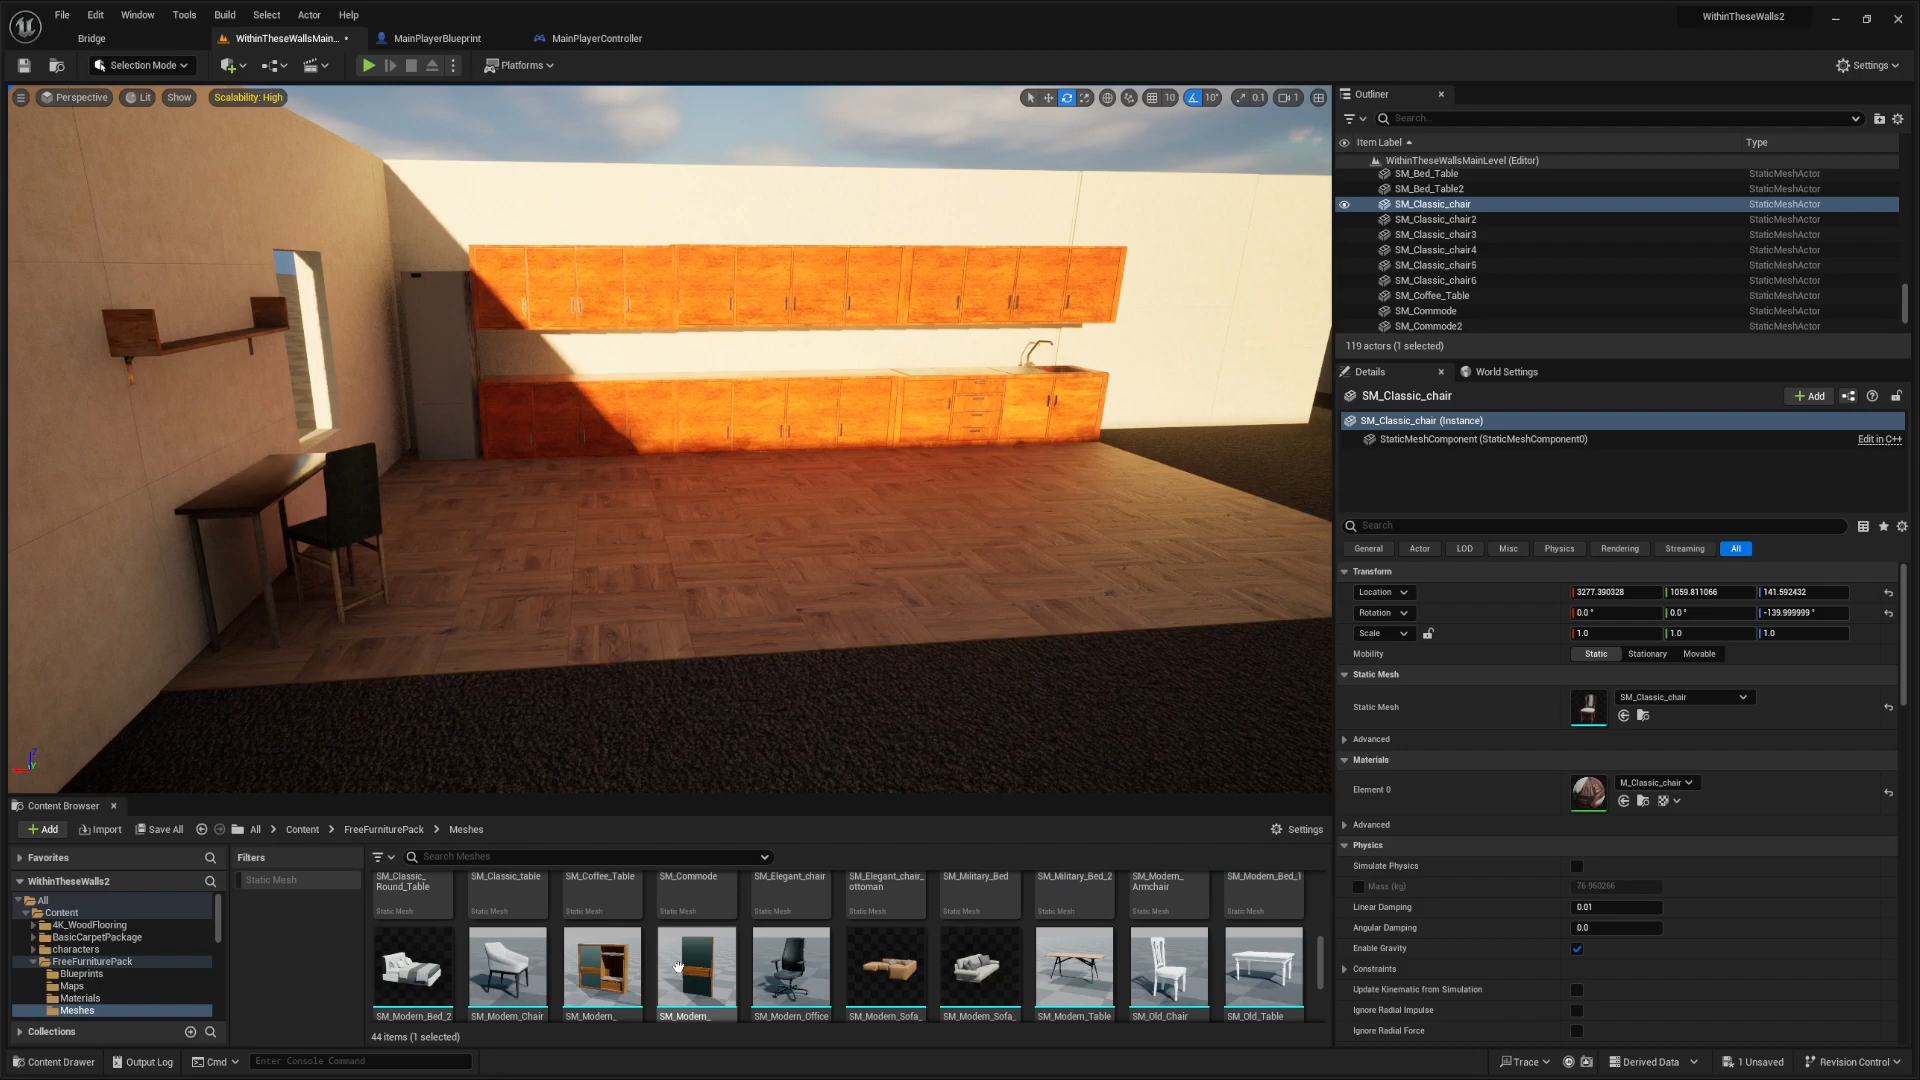 File Edit Window Tools Build Select Actor Help
WithinTheseWalls2
Bridge
WithinTheseWallsMain... •
MainPlayerBlueprint
MainPlayerController
Selection Mode
Platforms
Settings
Perspective
Lit
Show
Scalability: High
10
10°
0.1
1
Outliner
Search...
Item Label
Type
WithinTheseWallsMainLevel (Editor)
SM_Bed_Table StaticMeshActor
SM_Bed_Table2 StaticMeshActor
SM_Classic_chair StaticMeshActor
SM_Classic_chair2 StaticMeshActor
SM_Classic_chair3 StaticMeshActor
SM_Classic_chair4 StaticMeshActor
SM_Classic_chair5 StaticMeshActor
SM_Classic_chair6 StaticMeshActor
SM_Coffee_Table StaticMeshActor
SM_Commode StaticMeshActor
SM_Commode2 StaticMeshActor
119 actors (1 selected)
Details
World Settings
SM_Classic_chair
Add
SM_Classic_chair (Instance)
StaticMeshComponent (StaticMeshComponent0)
Edit in C++
Search
General Actor LOD Misc Physics Rendering Streaming All
Transform
Location 3277.390328 1059.811066 141.592432
Rotation 0.0 ° 0.0 ° -139.999999 °
Scale 1.0 1.0 1.0
Mobility Static Stationary Movable
Static Mesh
Static Mesh SM_Classic_chair
Advanced
Materials
Element 0 M_Classic_chair
Advanced
Physics
Simulate Physics
Mass (kg) 76.960266
Linear Damping 0.01
Angular Damping 0.0
Enable Gravity
Constraints
Update Kinematic from Simulation
Ignore Radial Impulse
Ignore Radial Force
Content Browser
Add Import Save All All Content FreeFurniturePack Meshes
Settings
Favorites
WithinTheseWalls2
All
Content
4K_WoodFlooring
BasicCarpetPackage
characters
FreeFurniturePack
Blueprints
Maps
Materials
Meshes
Collections
Filters
Static Mesh
Search Meshes
SM_Classic_
Round_Table
Static Mesh
SM_Classic_table
Static Mesh
SM_Coffee_Table
Static Mesh
SM_Commode
Static Mesh
SM_Elegant_chair
Static Mesh
SM_Elegant_chair_
ottoman
Static Mesh
SM_Military_Bed
Static Mesh
SM_Military_Bed_2
Static Mesh
SM_Modern_
Armchair
Static Mesh
SM_Modern_Bed_1
Static Mesh
SM_Modern_Bed_2
SM_Modern_Chair
SM_Modern_
SM_Modern_
SM_Modern_Office
SM_Modern_Sofa_
SM_Modern_Sofa_
SM_Modern_Table
SM_Old_Chair
SM_Old_Table
44 items (1 selected)
Content Drawer
Output Log
Cmd
Enter Console Command
Trace
Derived Data
1 Unsaved
Revision Control